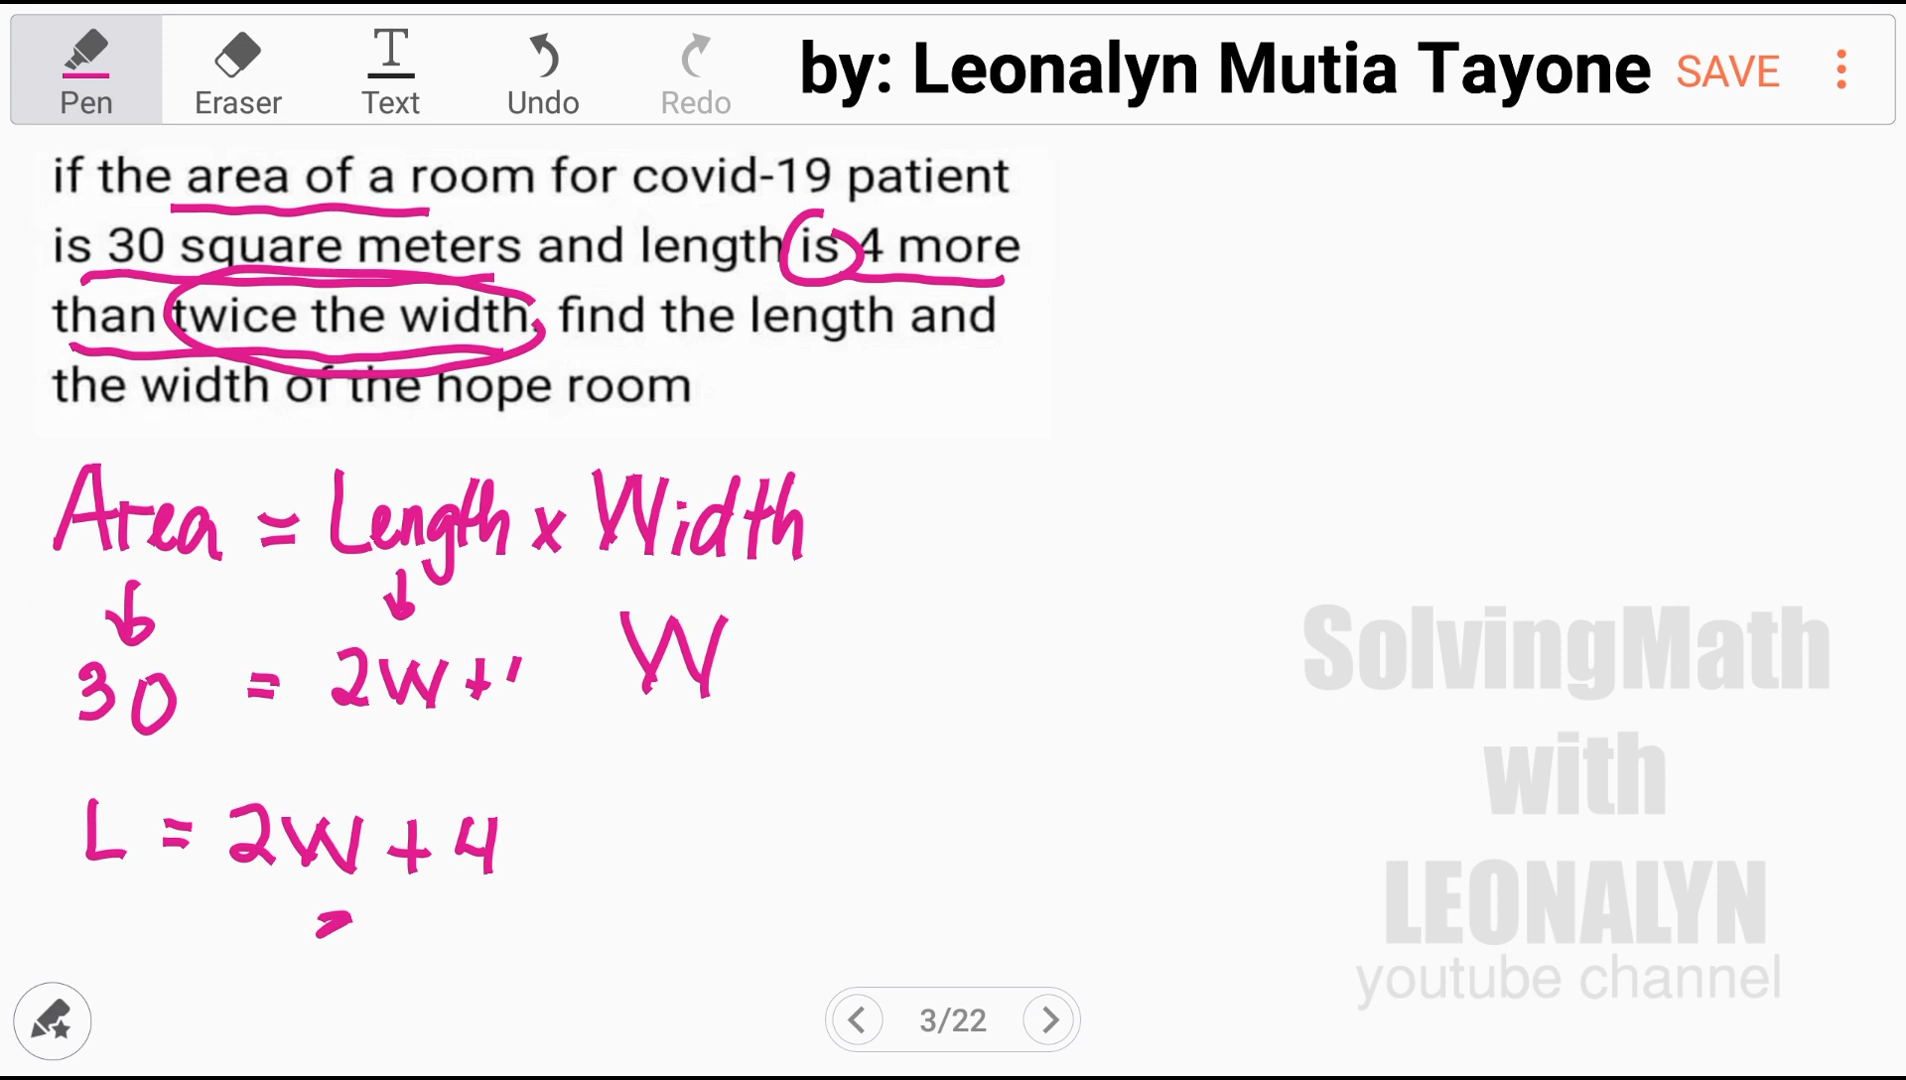 Pen
Eraser
Text
Undo
Redo
by: Leonalyn Mutia Tayone
SAVE
if the area of a room for covid-19 patient
is 30 square meters and length is 4 more
than twice the width, find the length and
the width of the hope room
Area = Length x Width
30 = 2W + W
L = 2W + 4
SolvingMath
with
LEONALYN
youtube channel
3/22